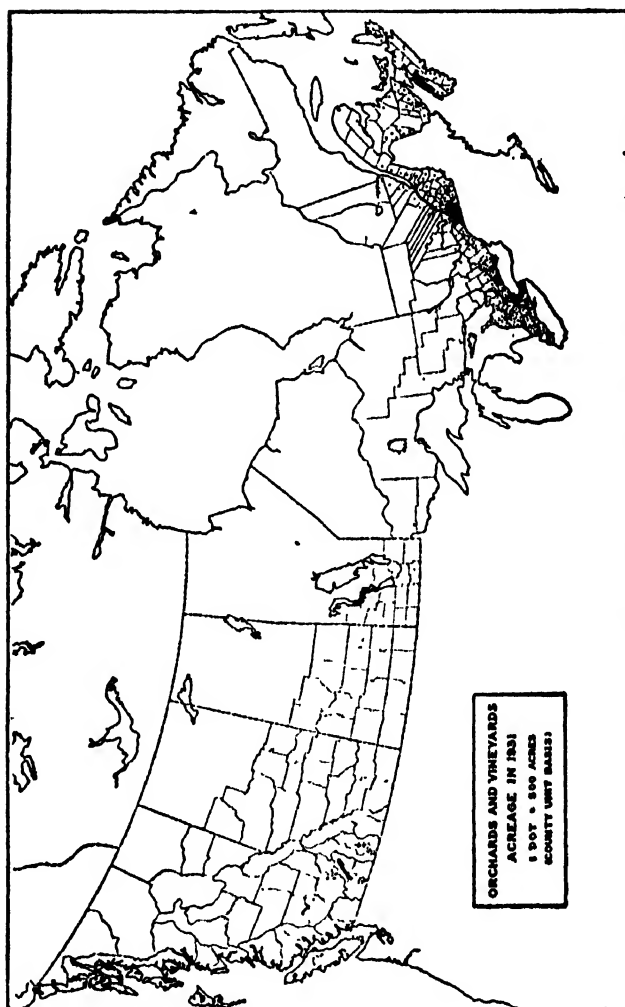 ORCHARDS AND VINEYARDS
ACREAGE IN 1931
1 DOT = 500 ACRES
(COUNTY UNIT BASIS)